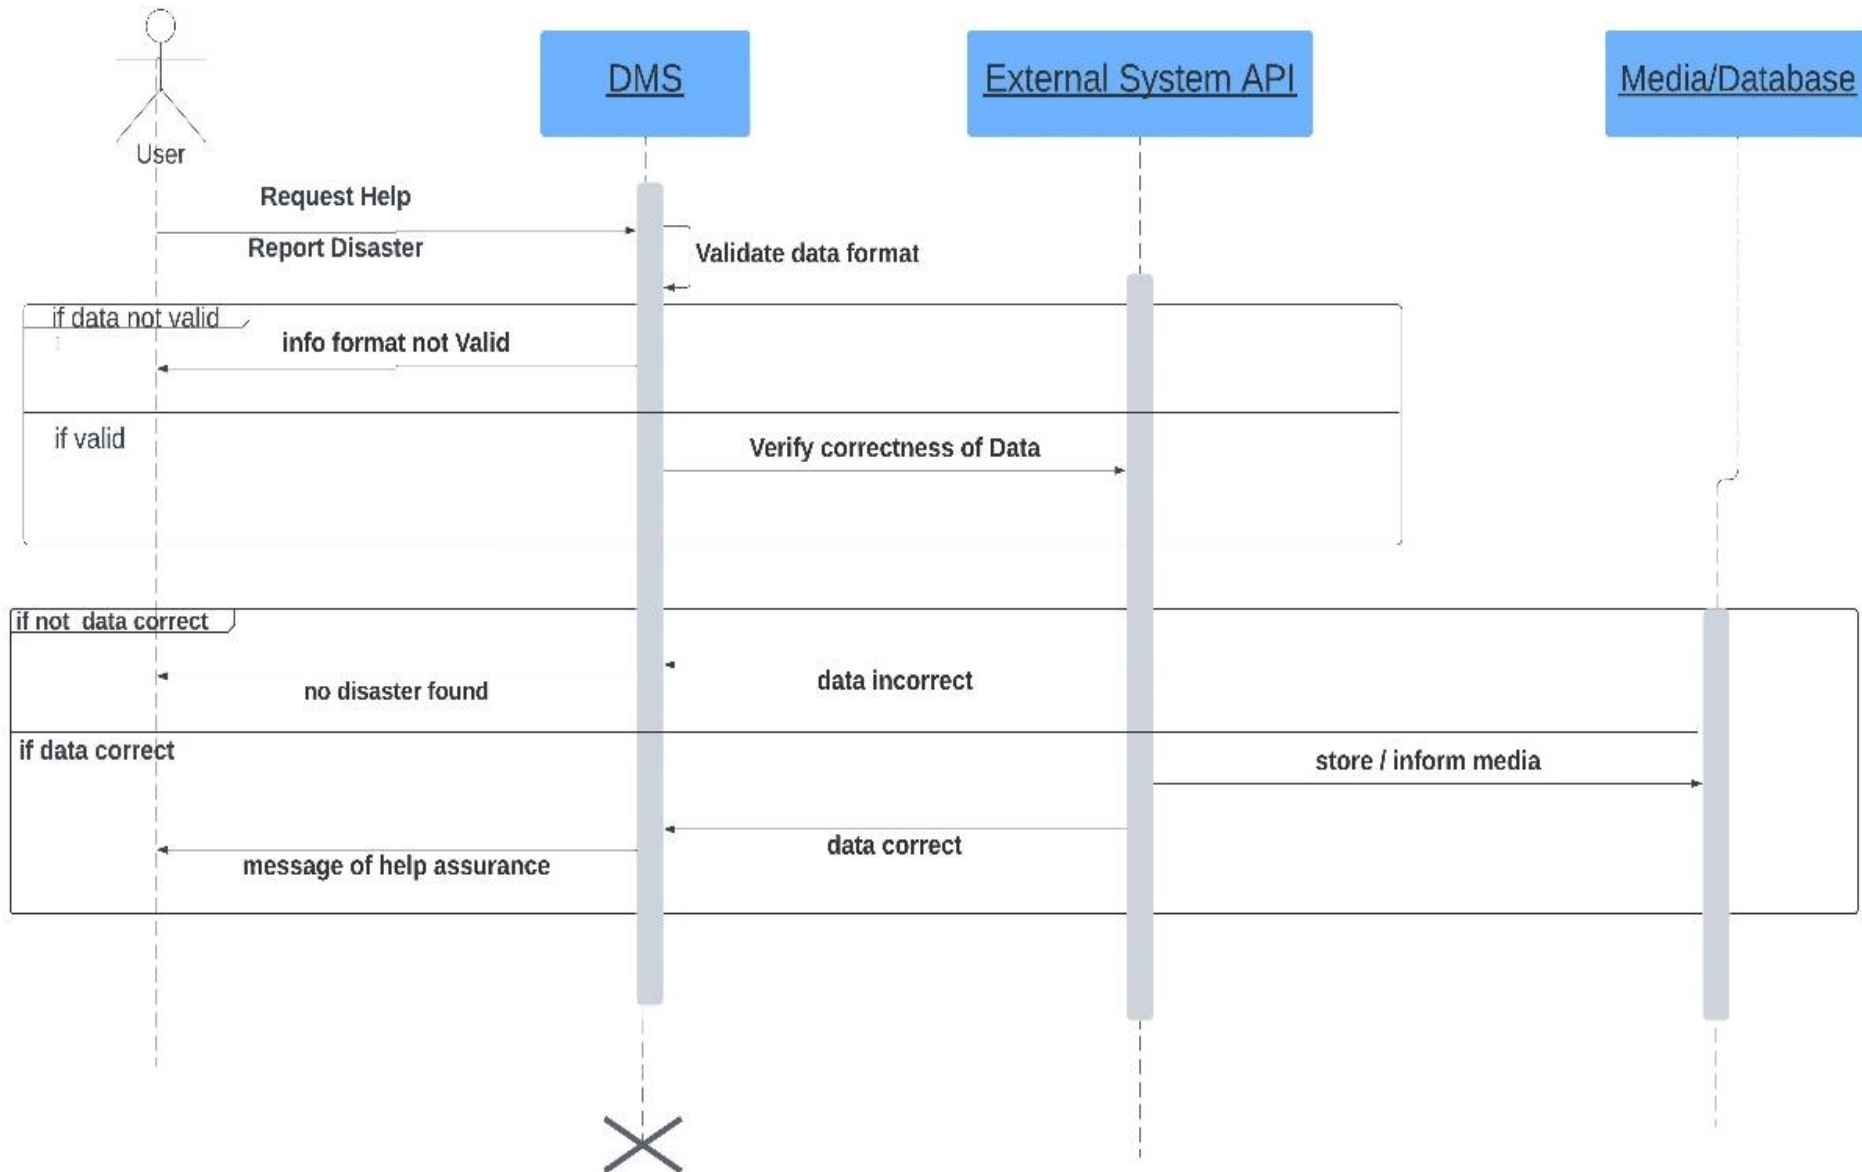 DMS
External System API
Media/Database
User
Request Help
Report Disaster
Validate data format
if data not valid
info format not Valid
if valid
Verify correctness of Data
if not data correct
no disaster found
data incorrect
if data correct
store / inform media
data correct
message of help assurance